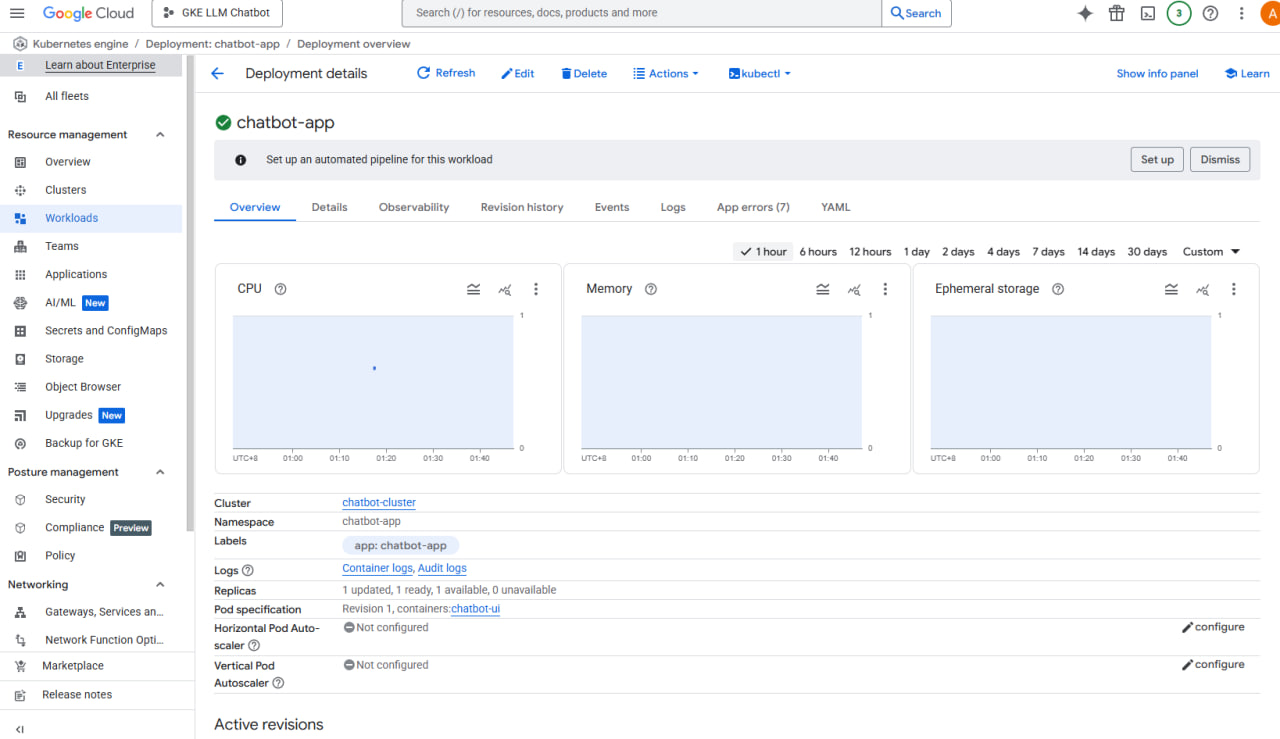 Google Cloud
GKE LLM Chatbot
Search (/) for resources, docs, products and more
Search
3
A
Kubernetes engine / Deployment: chatbot-app / Deployment overview
E Learn about Enterprise
All fleets
Resource management
Overview
Clusters
Workloads
Teams
Applications
AI/ML New
Secrets and ConfigMaps
Storage
Object Browser
Upgrades New
Backup for GKE
Posture management
Security
Compliance Preview
Policy
Networking
Gateways, Services an...
Network Function Opti...
Marketplace
Release notes
Deployment details
Refresh
Edit
Delete
Actions
kubectl
Show info panel
Learn
chatbot-app
Set up an automated pipeline for this workload
Set up
Dismiss
Overview Details Observability Revision history Events Logs App errors (7) YAML
1 hour 6 hours 12 hours 1 day 2 days 4 days 7 days 14 days 30 days Custom
CPU
1
0
UTC+8 01:00 01:10 01:20 01:30 01:40
Memory
1
0
UTC+8 01:00 01:10 01:20 01:30 01:40
Ephemeral storage
1
0
UTC+8 01:00 01:10 01:20 01:30 01:40
Cluster chatbot-cluster
Namespace chatbot-app
Labels app: chatbot-app
Logs Container logs, Audit logs
Replicas 1 updated, 1 ready, 1 available, 0 unavailable
Pod specification Revision 1, containers:chatbot-ui
Horizontal Pod Auto- Not configured configure
scaler
Vertical Pod Not configured configure
Autoscaler
Active revisions